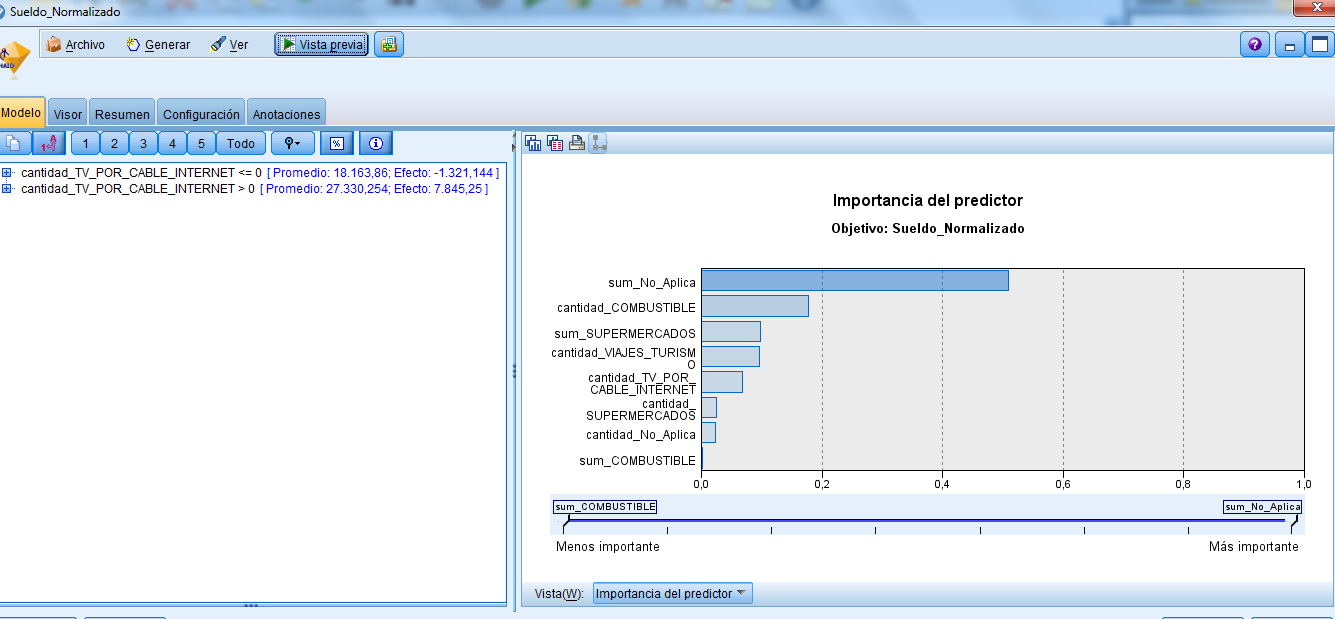 Sueldo_Normalizado
Archivo Generar Ver Vista previa
Modelo Visor Resumen Configuración Anotaciones
1 2 3 4 5 Todo %
cantidad_TV_POR_CABLE_INTERNET <= 0 [ Promedio: 18.163,86; Efecto: -1.321,144 ]
cantidad_TV_POR_CABLE_INTERNET > 0 [ Promedio: 27.330,254; Efecto: 7.845,25 ]
Importancia del predictor
Objetivo: Sueldo_Normalizado
sum_No_Aplica
cantidad_COMBUSTIBLE
sum_SUPERMERCADOS
cantidad_VIAJES_TURISM
O
cantidad_TV_POR_
CABLE_INTERNET
cantidad_
SUPERMERCADOS
cantidad_No_Aplica
sum_COMBUSTIBLE
0,0 0,2 0,4 0,6 0,8 1,0
sum_COMBUSTIBLE sum_No_Aplica
Menos importante Más importante
Vista(W): Importancia del predictor